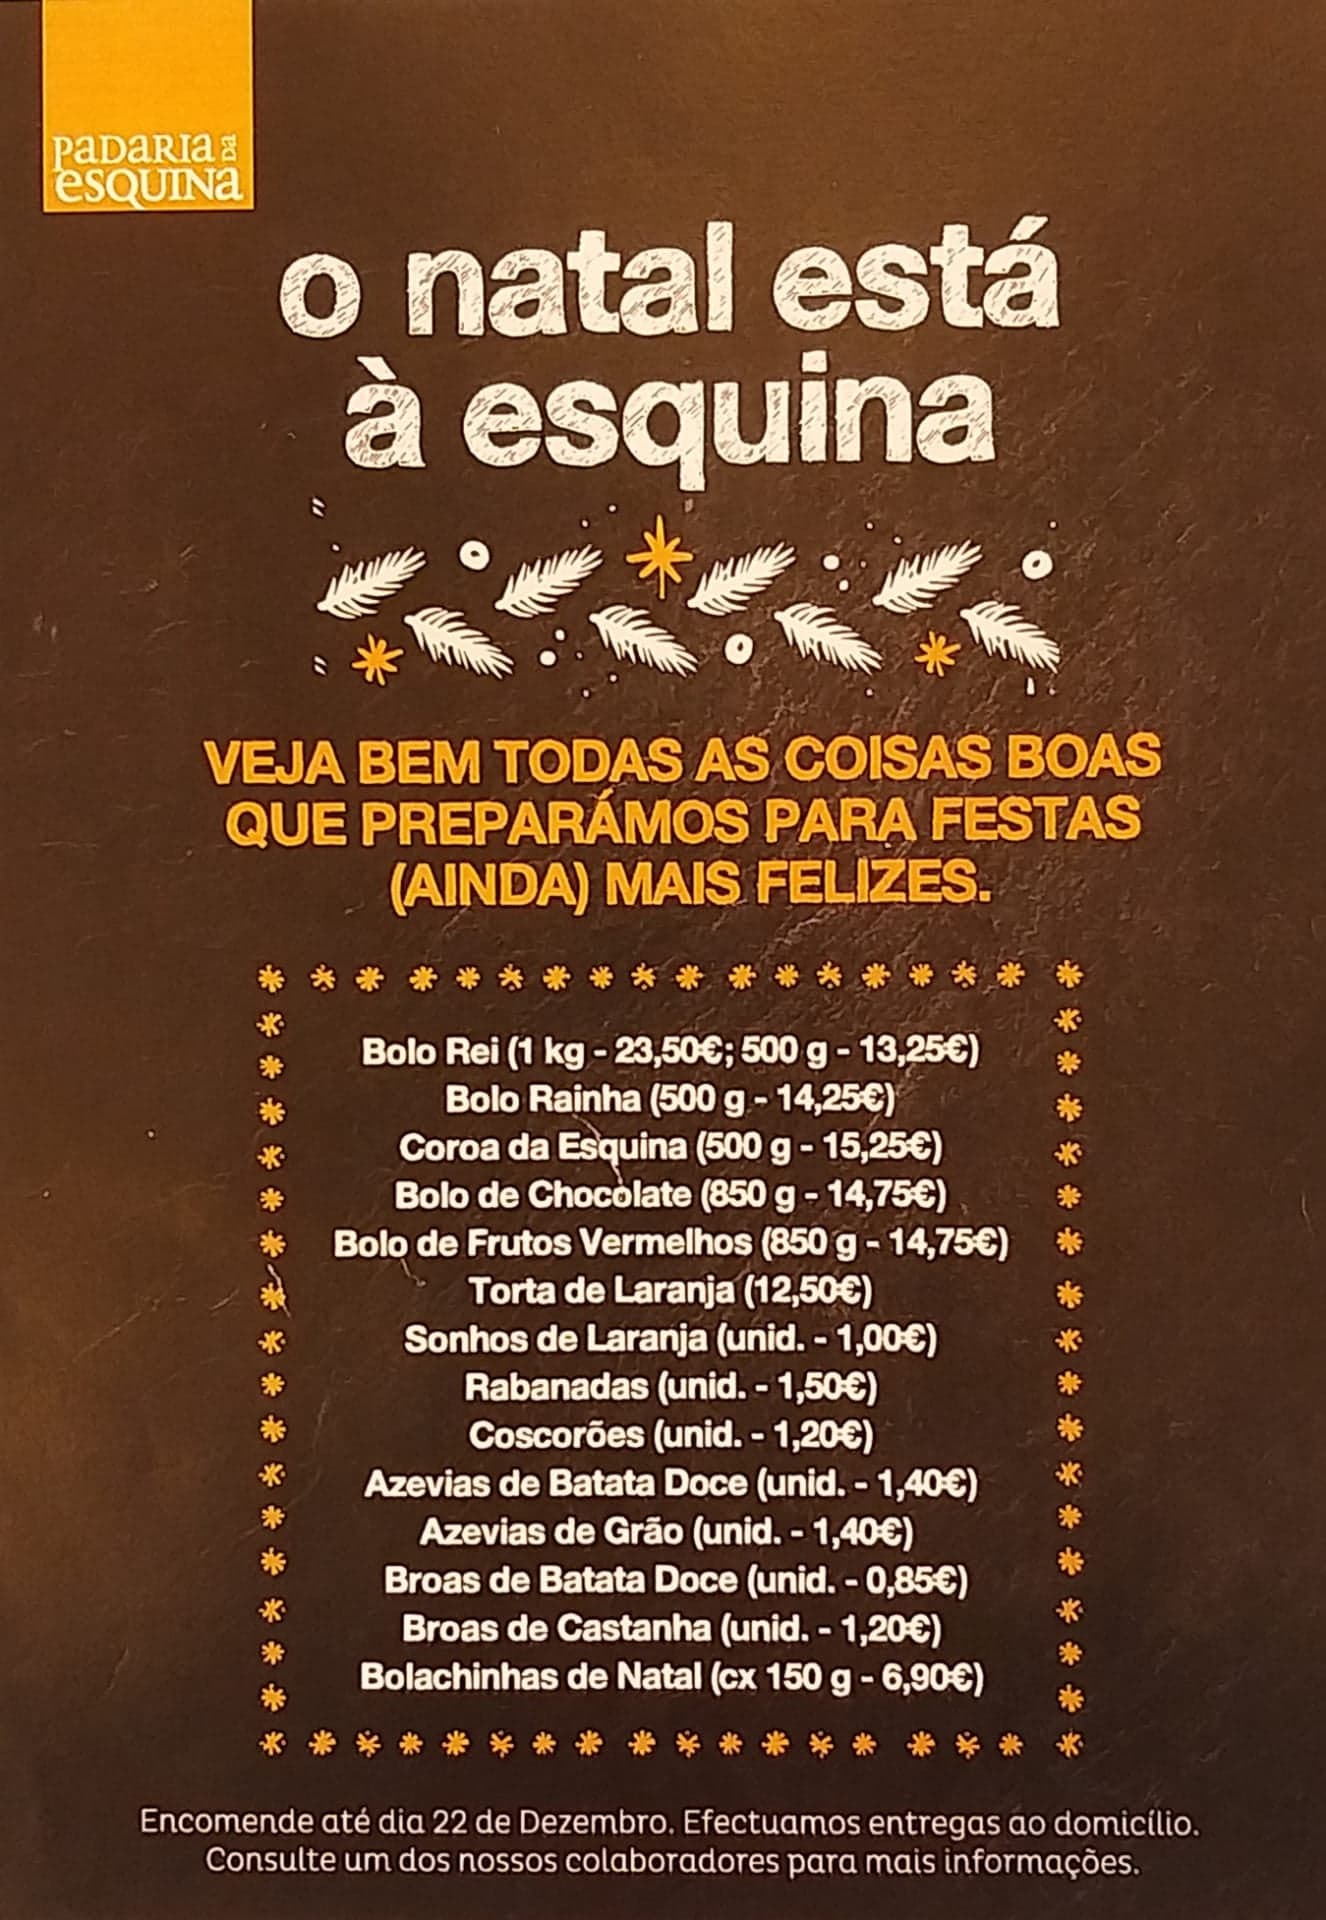 PADARIA DA
ESQUINA
o natal está
à esquina
VEJA BEM TODAS AS COISAS BOAS
QUE PREPARÁMOS PARA FESTAS
(AINDA) MAIS FELIZES.
Bolo Rei (1 kg - 23,50€; 500 g - 13,25€)
Bolo Rainha (500 g - 14,25€)
Coroa da Esquina (500 g - 15,25€)
Bolo de Chocolate (850 g - 14,75€)
Bolo de Frutos Vermelhos (850 g - 14,75€)
Torta de Laranja (12,50€)
Sonhos de Laranja (unid. - 1,00€)
Rabanadas (unid. - 1,50€)
Coscorões (unid. - 1,20€)
Azevias de Batata Doce (unid. - 1,40€)
Azevias de Grão (unid. - 1,40€)
Broas de Batata Doce (unid. - 0,85€)
Broas de Castanha (unid. - 1,20€)
Bolachinhas de Natal (cx 150 g - 6,90€)
Encomende até dia 22 de Dezembro. Efectuamos entregas ao domicílio.
Consulte um dos nossos colaboradores para mais informações.